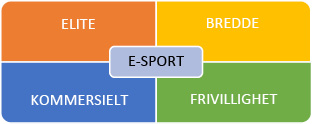 ELITE
BREDDE
E-SPORT
KOMMERSIELT
FRIVILLIGHET